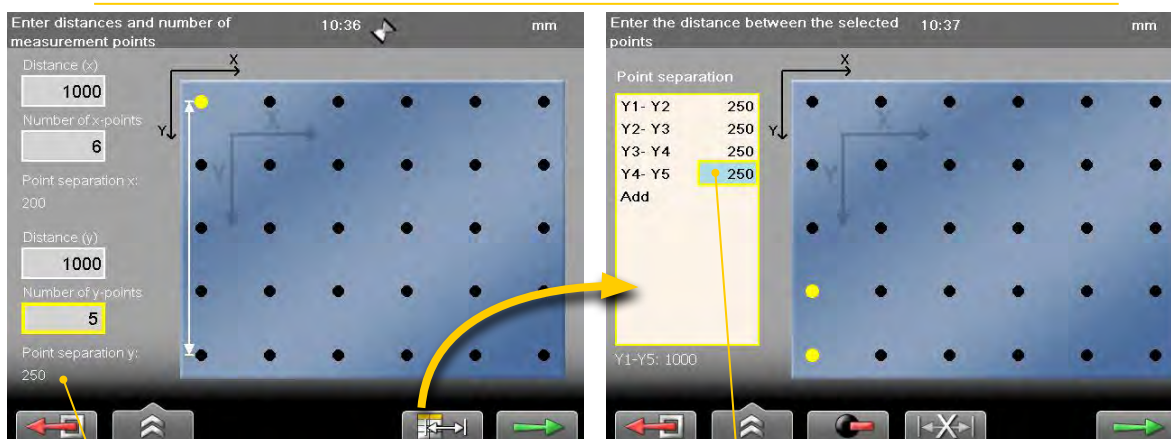 Enter distances and number of
measurement points
10:36
mm
Distance (x)
1000
Number of x-points
6
Point separation x:
200
Distance (y)
1000
Number of y-points
5
Point separation y:
250
X
Y
X
Y
Enter the distance between the selected
points
10:37
mm
Point separation
Y1- Y2 250
Y2- Y3 250
Y3- Y4 250
Y4- Y5 250
Add
Y1-Y5: 1000
X
Y
X
Y